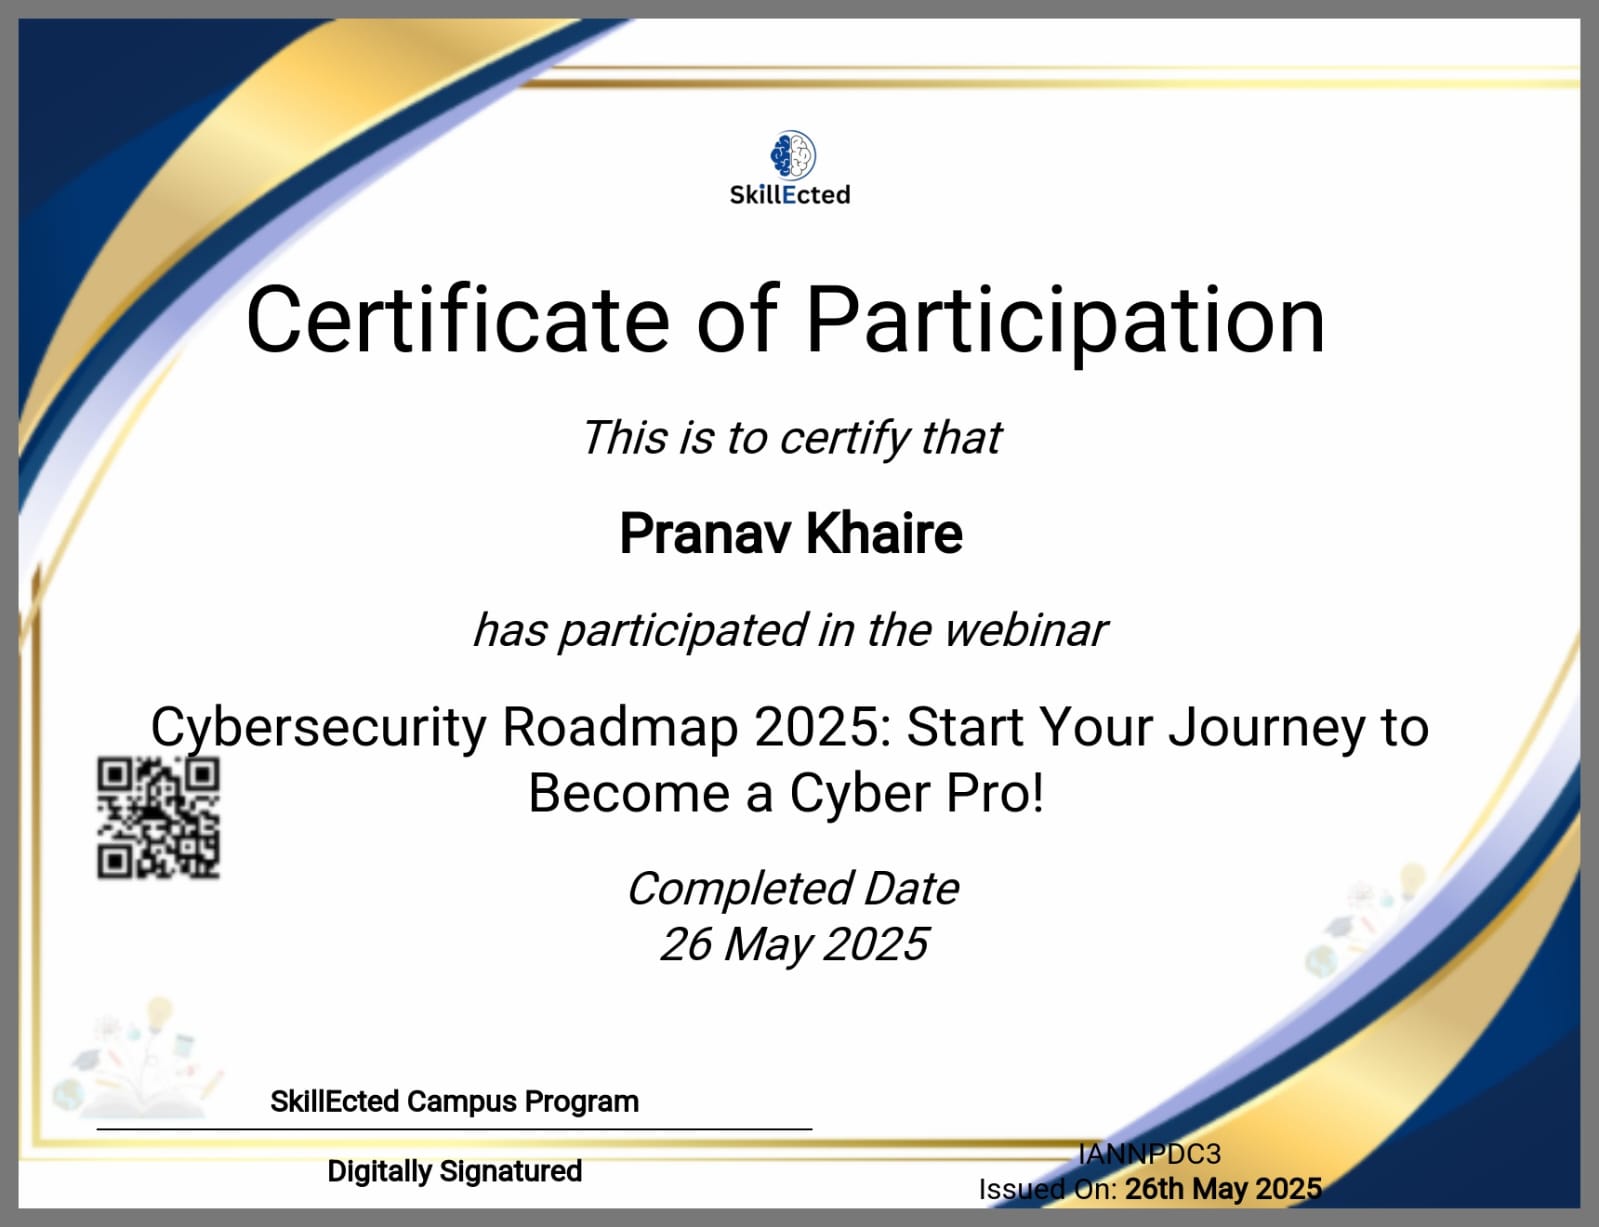 SkillEcted
Certificate of Participation
This is to certify that
Pranav Khaire
has participated in the webinar
Cybersecurity Roadmap 2025: Start Your Journey to
Become a Cyber Pro!
Completed Date
26 May 2025
SkillEcted Campus Program
Digitally Signatured
IANNPDC3
Issued On: 26th May 2025